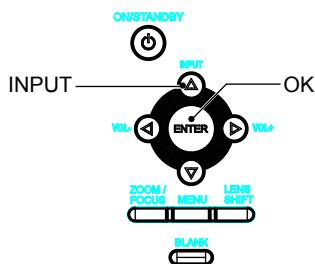 ON/STANDBY
INPUT
INPUT
OK
VOL-
ENTER
VOL+
ZOOM /
FOCUS
MENU
LENS
SHIFT
BLANK